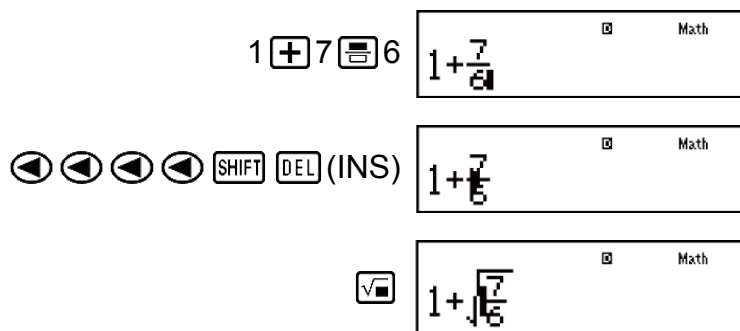 1 + 7 ▤ 6
D Math
1+7/6
◀ ◀ ◀ ◀ SHIFT DEL (INS)
D Math
1+7/6
√■
D Math
1+√7/6